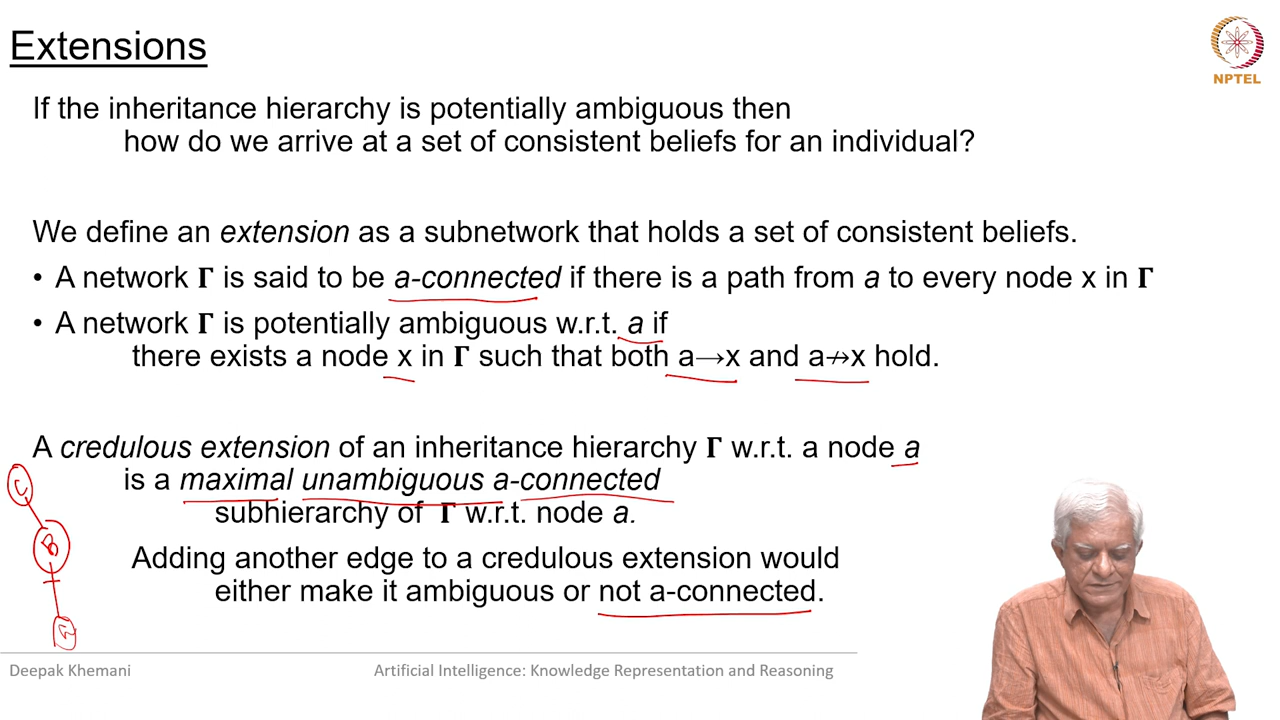 Extensions
NPTEL
If the inheritance hierarchy is potentially ambiguous then
how do we arrive at a set of consistent beliefs for an individual?
We define an extension as a subnetwork that holds a set of consistent beliefs.
• A network Γ is said to be a-connected if there is a path from a to every node x in Γ
• A network Γ is potentially ambiguous w.r.t. a if
there exists a node x in Γ such that both a→x and a↛x hold.
A credulous extension of an inheritance hierarchy Γ w.r.t. a node a
is a maximal unambiguous a-connected
subhierarchy of Γ w.r.t. node a.
Adding another edge to a credulous extension would
either make it ambiguous or not a-connected.
C
B
Deepak Khemani
Artificial Intelligence: Knowledge Representation and Reasoning